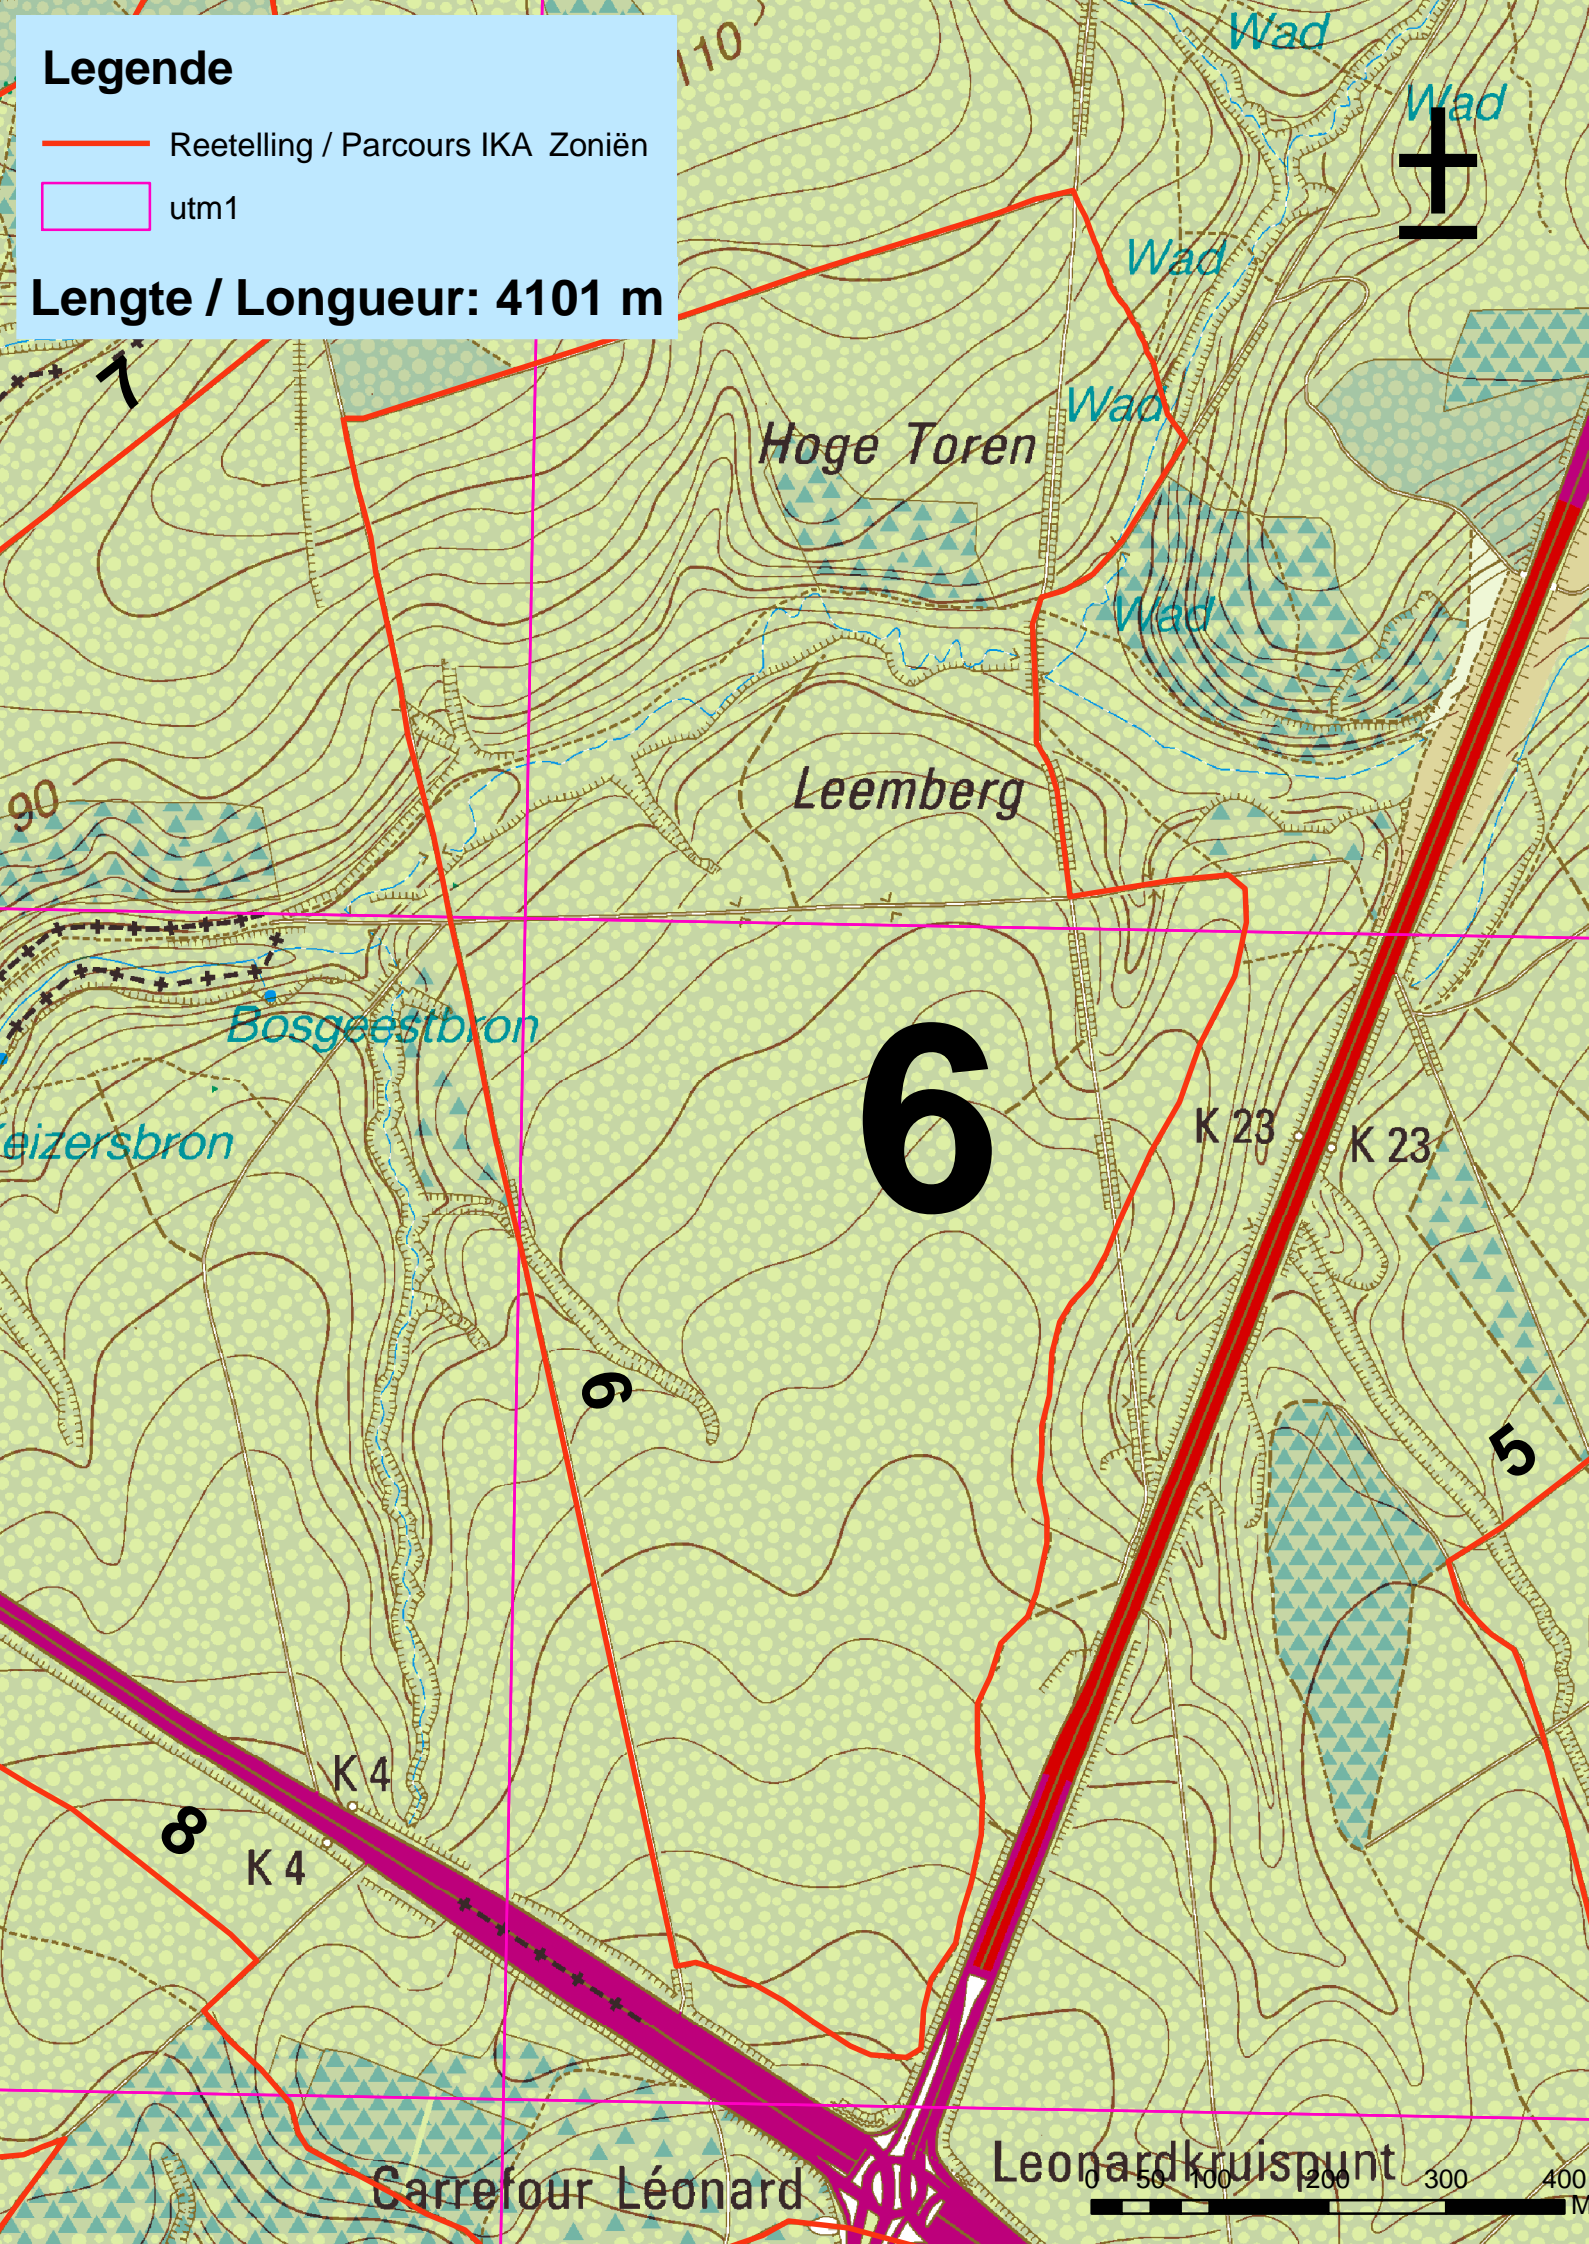 Legende
Reetelling / Parcours IKA Zoniën
utm1
Lengte / Longueur: 4101 m
110
Wad
Wad
Wad
7
Wad
Hoge Toren
Wad
Leemberg
90
Bosgeestbron
6
K 23
K 23
eizersbron
6
5
K 4
8
K 4
Leonardkruispunt
Carrefour Léonard
0 50 100 200 300 400
M